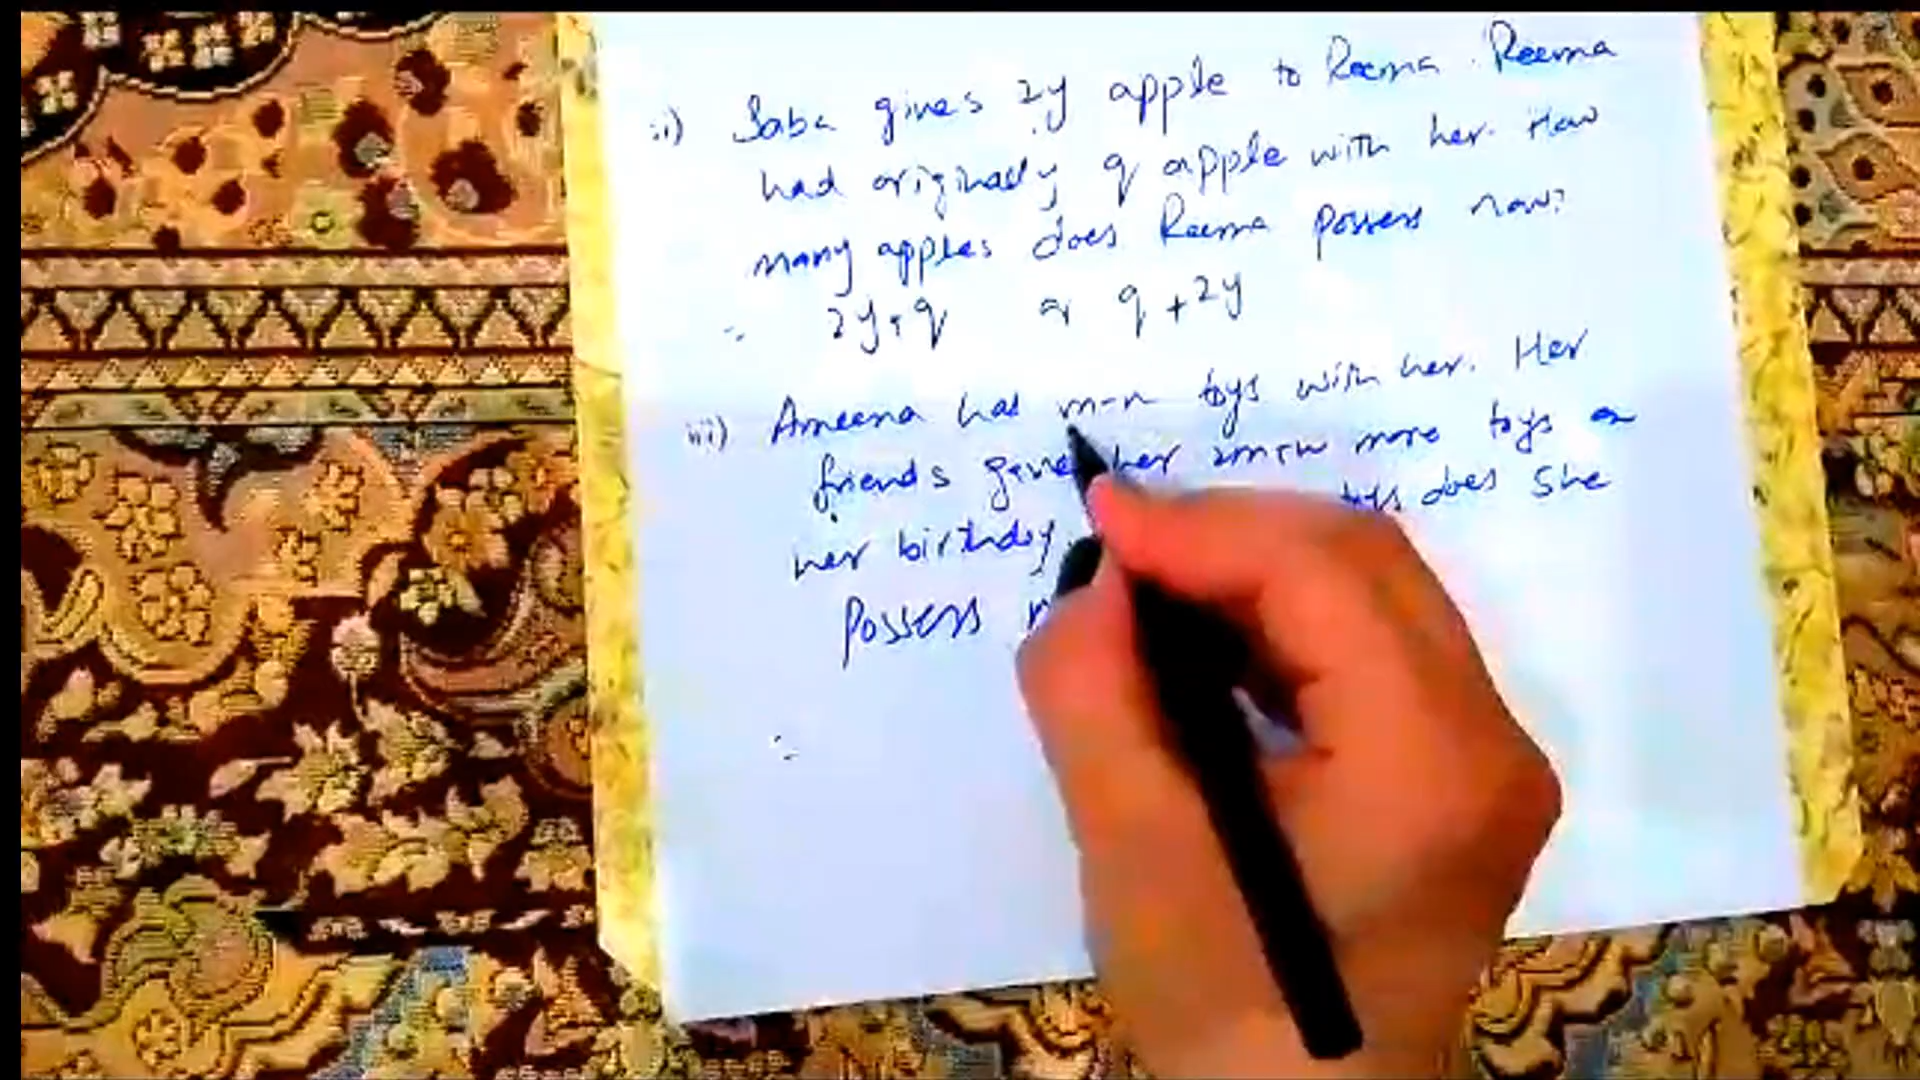 ii) Saba gives 2y apple to Reema. Reema
had originally q apple with her. How
many apples does Reema possess now?
= 2y+q or q+2y
iii) Ameena has m-n toys with her. Her
friends gave her more toys on
her birthday. toys does she
Possess
=